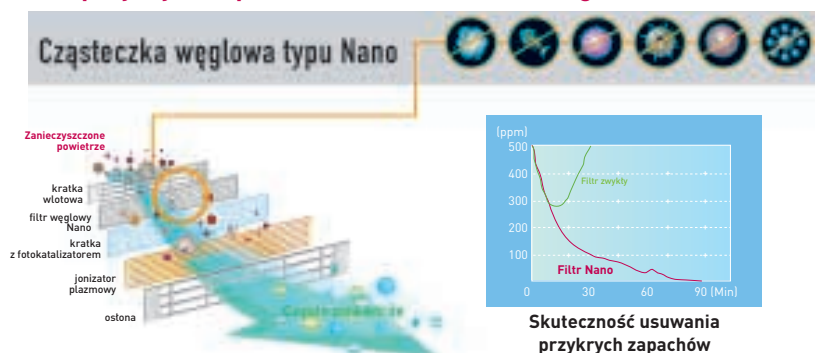 Cząsteczka węglowa typu Nano
Zanieczyszczone
powietrze
kratka
wlotowa
filtr węglowy
Nano
kratka
z fotokatalizatorem
jonizator
plazmowy
osłona
(ppm)
500
400
300
200
100
Filtr zwykły
Filtr Nano
0 30 60 90 (Min)
Skuteczność usuwania
przykrych zapachów